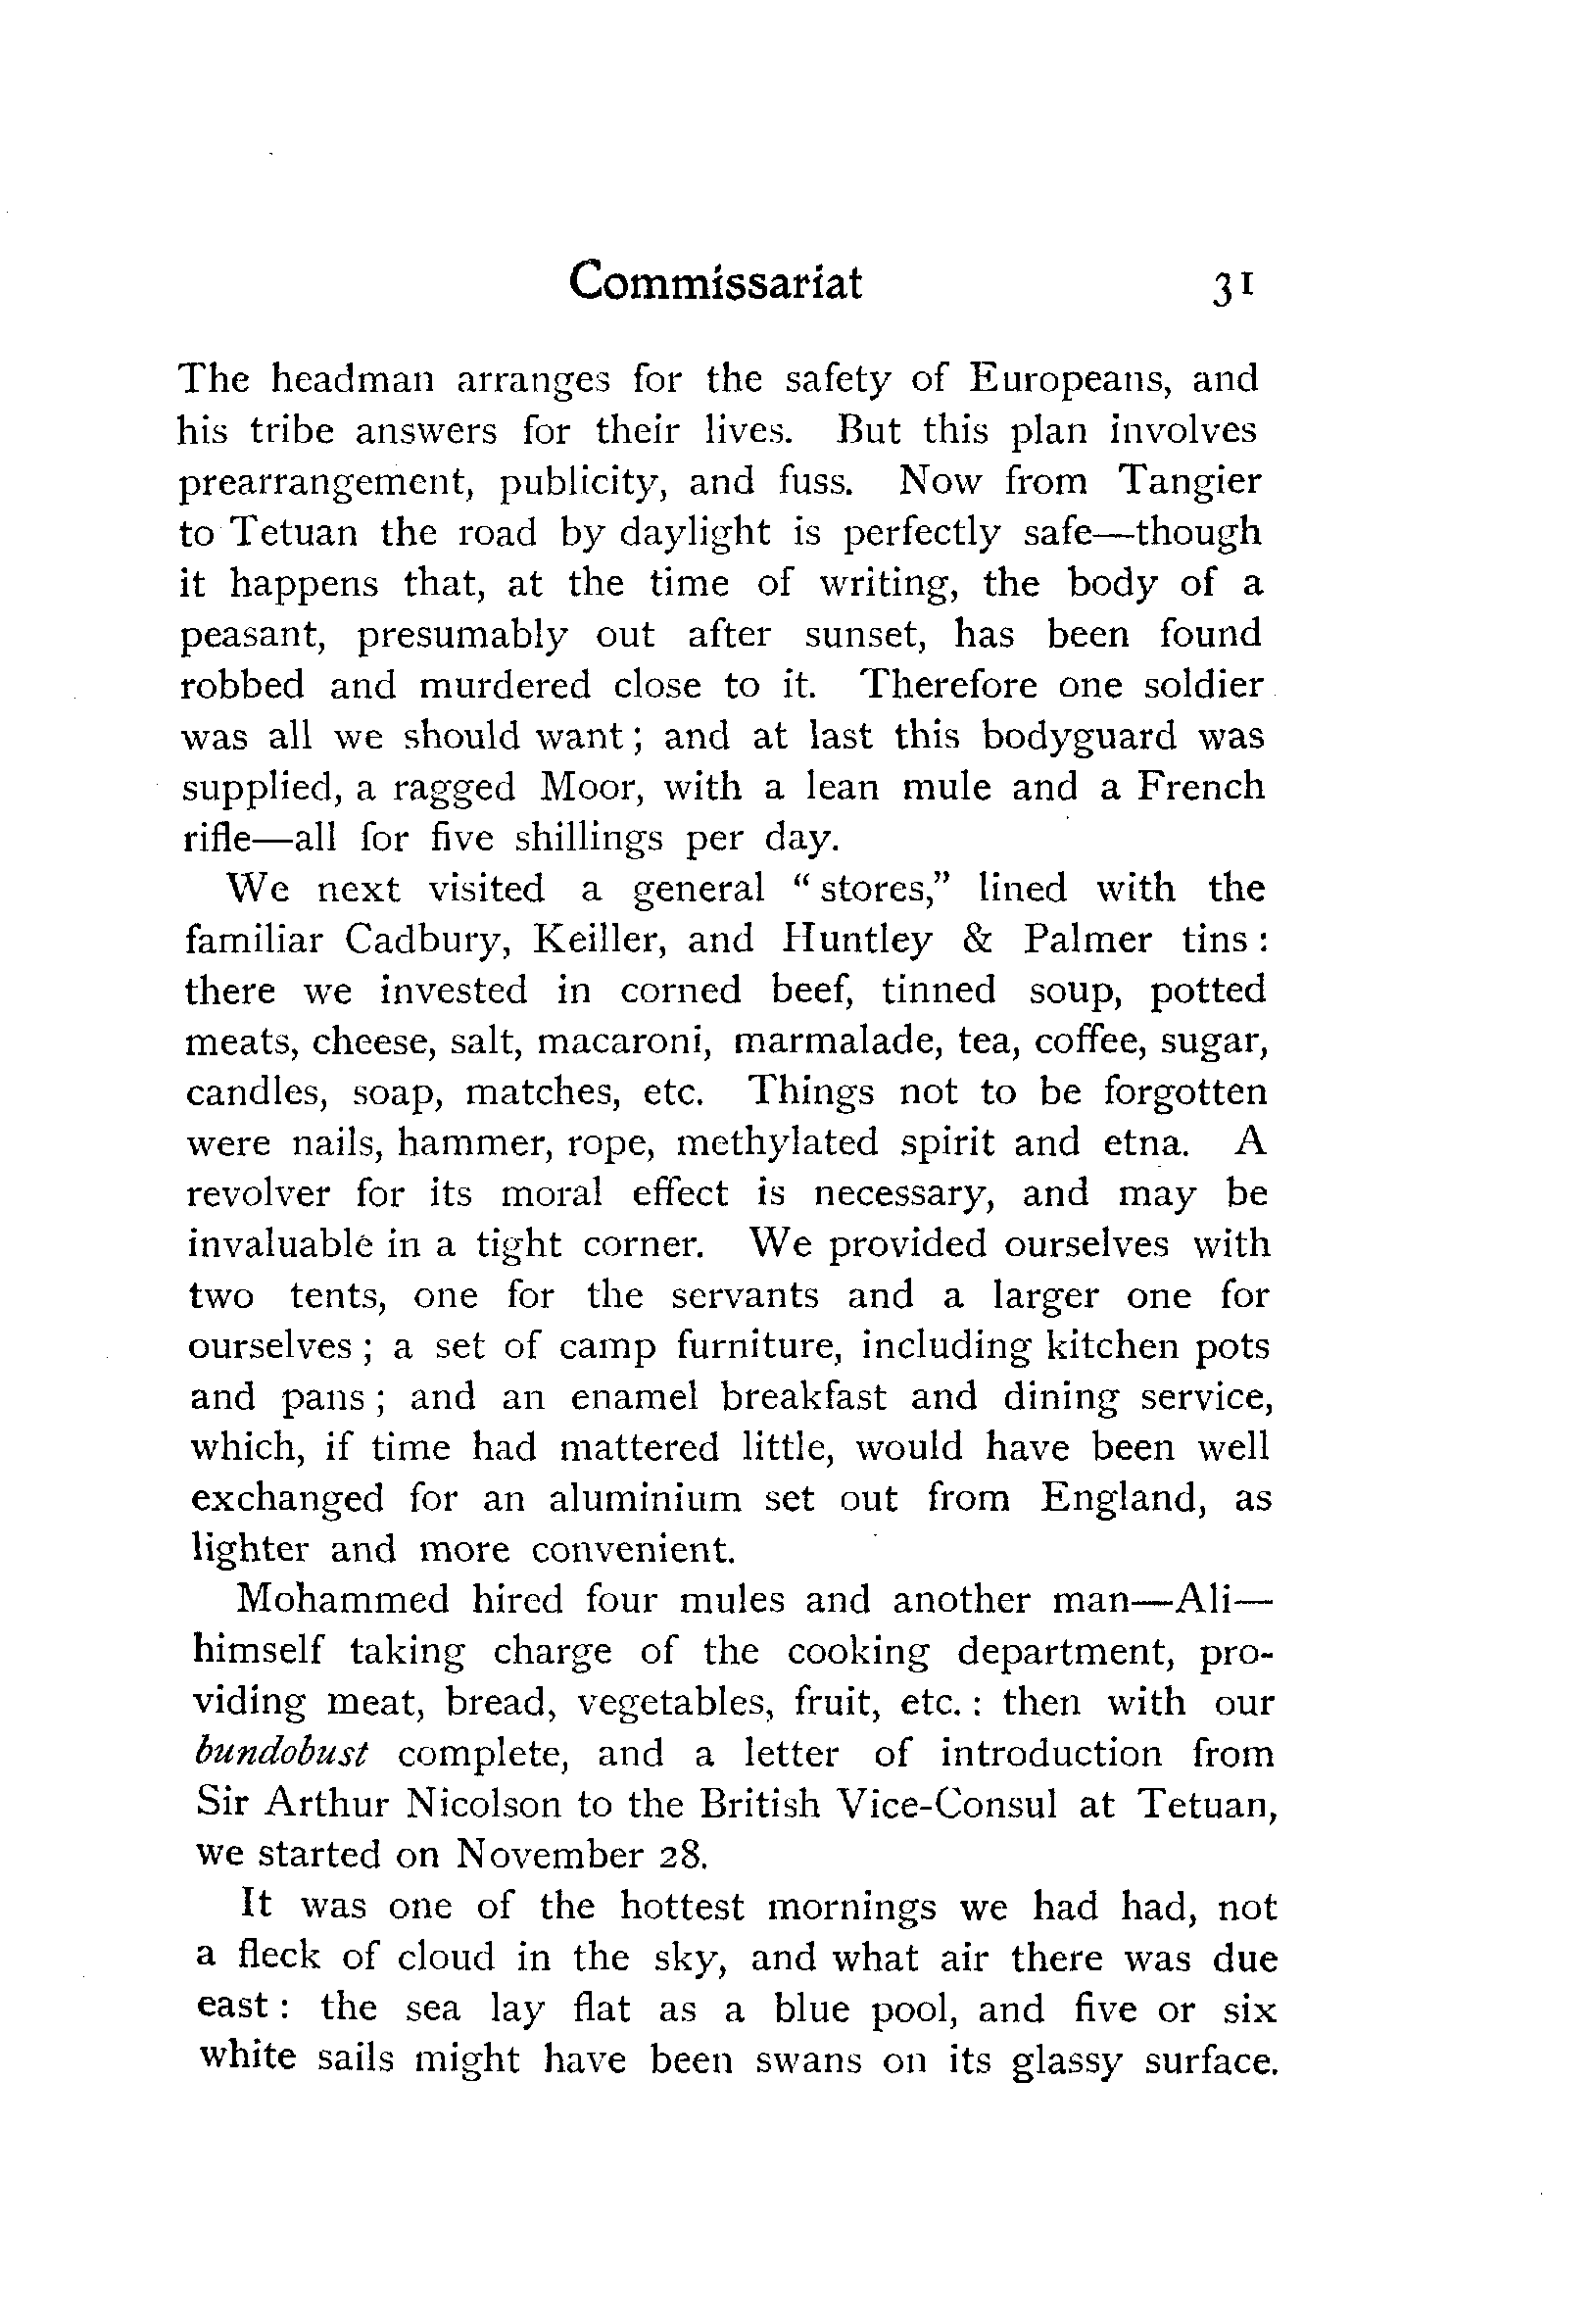 Commissariat 31
The headman arranges for the safety of Europeans, and
his tribe answers for their lives. But this plan involves
prearrangement, publicity, and fuss. Now from Tangier
to Tetuan the road by daylight is perfectly safe—though
it happens that, at the time of writing, the body of a
peasant, presumably out after sunset, has been found
robbed and murdered close to it. Therefore one soldier
was all we should want; and at last this bodyguard was
supplied, a ragged Moor, with a lean mule and a French
rifle—all for five shillings per day.
We next visited a general "stores," lined with the
familiar Cadbury, Keiller, and Huntley & Palmer tins:
there we invested in corned beef, tinned soup, potted
meats, cheese, salt, macaroni, marmalade, tea, coffee, sugar,
candles, soap, matches, etc. Things not to be forgotten
were nails, hammer, rope, methylated spirit and etna. A
revolver for its moral effect is necessary, and may be
invaluable in a tight corner. We provided ourselves with
two tents, one for the servants and a larger one for
ourselves; a set of camp furniture, including kitchen pots
and pans; and an enamel breakfast and dining service,
which, if time had mattered little, would have been well
exchanged for an aluminium set out from England, as
lighter and more convenient.
Mohammed hired four mules and another man—Ali—
himself taking charge of the cooking department, pro-
viding meat, bread, vegetables, fruit, etc.: then with our
bundobust complete, and a letter of introduction from
Sir Arthur Nicolson to the British Vice-Consul at Tetuan,
we started on November 28.
It was one of the hottest mornings we had had, not
a fleck of cloud in the sky, and what air there was due
east: the sea lay flat as a blue pool, and five or six
white sails might have been swans on its glassy surface.